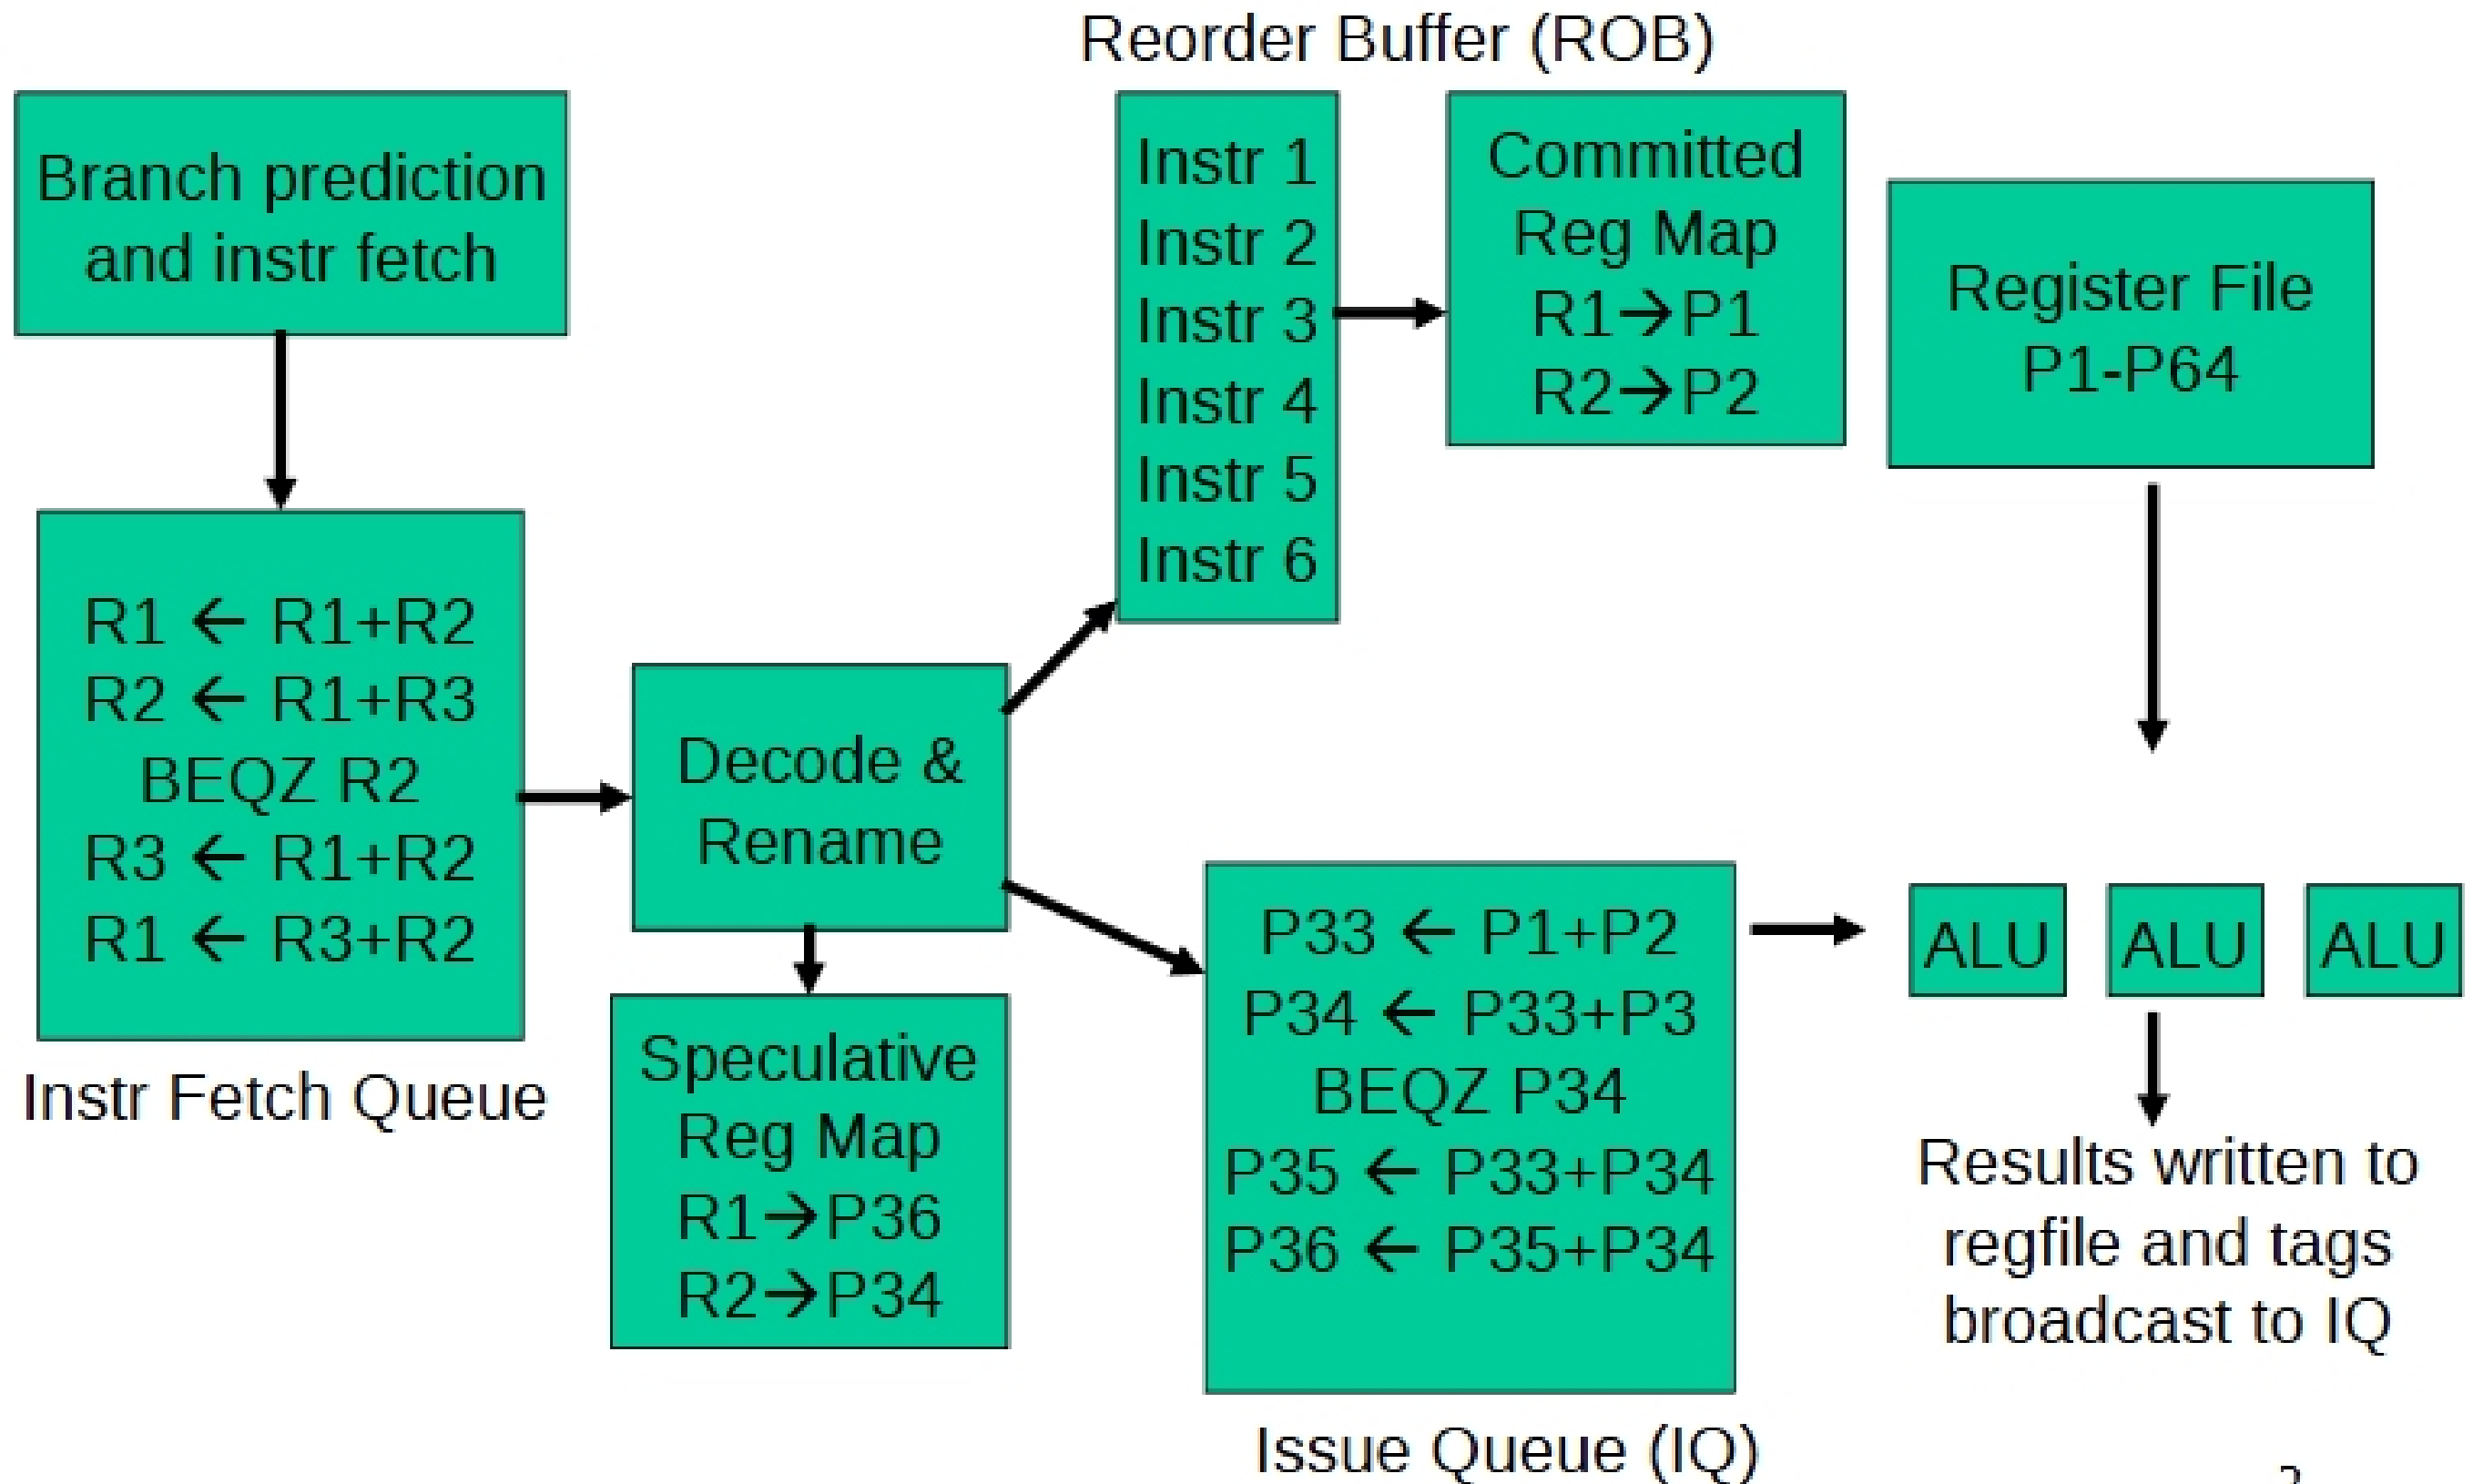 Reorder Buffer (ROB)
Branch prediction
and instr fetch
Instr 1
Instr 2
Instr 3
Instr 4
Instr 5
Instr 6
Committed
Reg Map
R1→P1
R2→P2
Register File
P1-P64
R1 ← R1+R2
R2 ← R1+R3
BEQZ R2
R3 ← R1+R2
R1 ← R3+R2
Instr Fetch Queue
Decode &
Rename
Speculative
Reg Map
R1→P36
R2→P34
P33 ← P1+P2
P34 ← P33+P3
BEQZ P34
P35 ← P33+P34
P36 ← P35+P34
Issue Queue (IQ)
ALU
ALU
ALU
Results written to
regfile and tags
broadcast to IQ